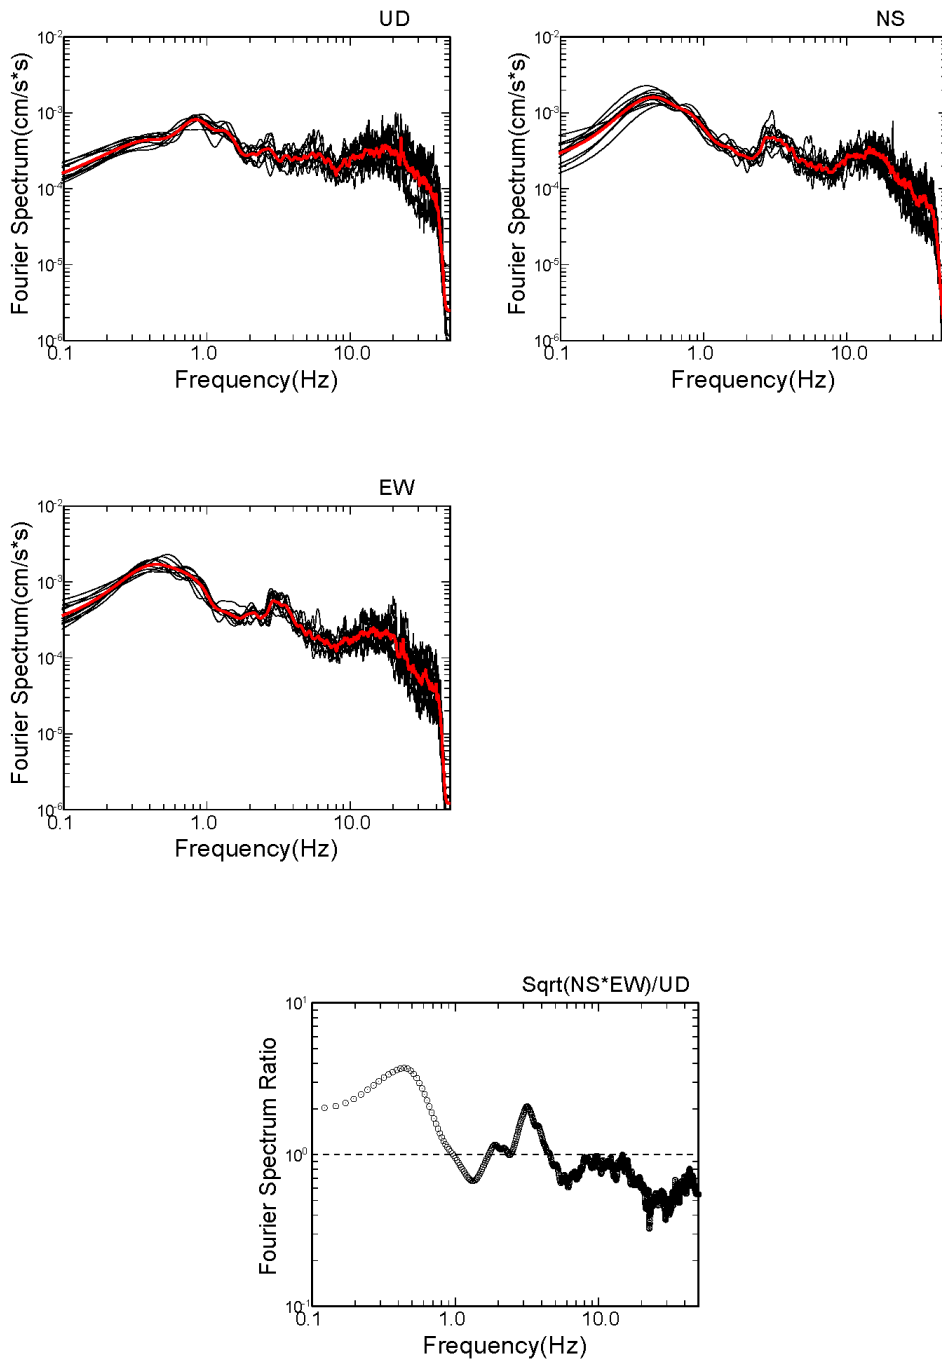 UD
NS
10-2
10-3
10-4
10-5
10-6
0.1 1.0 10.0
Fourier Spectrum(cm/s*s)
Frequency(Hz)
10-2
10-3
10-4
10-5
10-6
0.1 1.0 10.0
Fourier Spectrum(cm/s*s)
Frequency(Hz)
EW
10-2
10-3
10-4
10-5
10-6
0.1 1.0 10.0
Fourier Spectrum(cm/s*s)
Frequency(Hz)
Sqrt(NS*EW)/UD
101
100
10-1
0.1 1.0 10.0
Fourier Spectrum Ratio
Frequency(Hz)